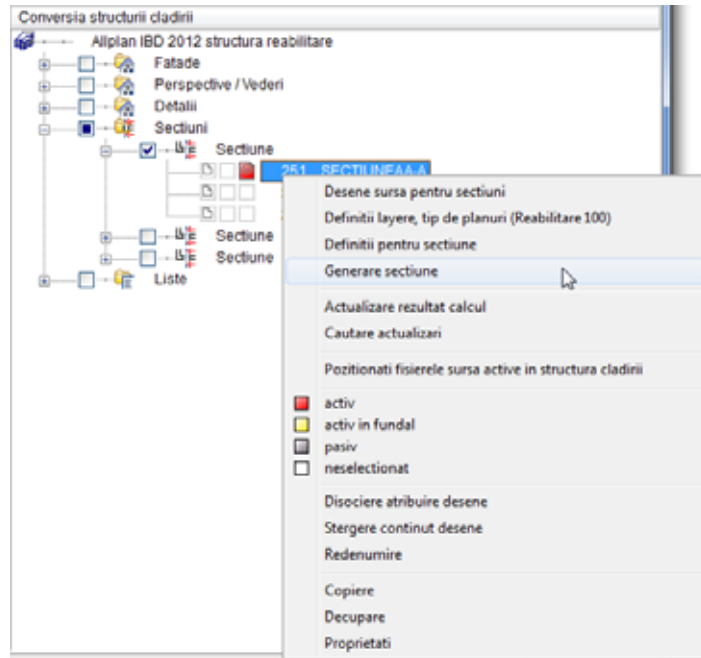 Conversia structurii cladirii
Allplan IBD 2012 structura reabilitare
Fatade
Perspective / Vederi
Detalii
Sectiuni
Sectiune
251 SECTIUNEAA-A
Sectiune
Sectiune
Liste
Desene sursa pentru sectiuni
Definitii layere, tip de planuri (Reabilitare 100)
Definitii pentru sectiune
Generare sectiune
Actualizare rezultat calcul
Cautare actualizari
Pozitionati fisierele sursa active in structura cladirii
activ
activ in fundal
pasiv
neselectionat
Disociere atribuire desene
Stergere continut desene
Redenumire
Copiere
Decupare
Proprietati